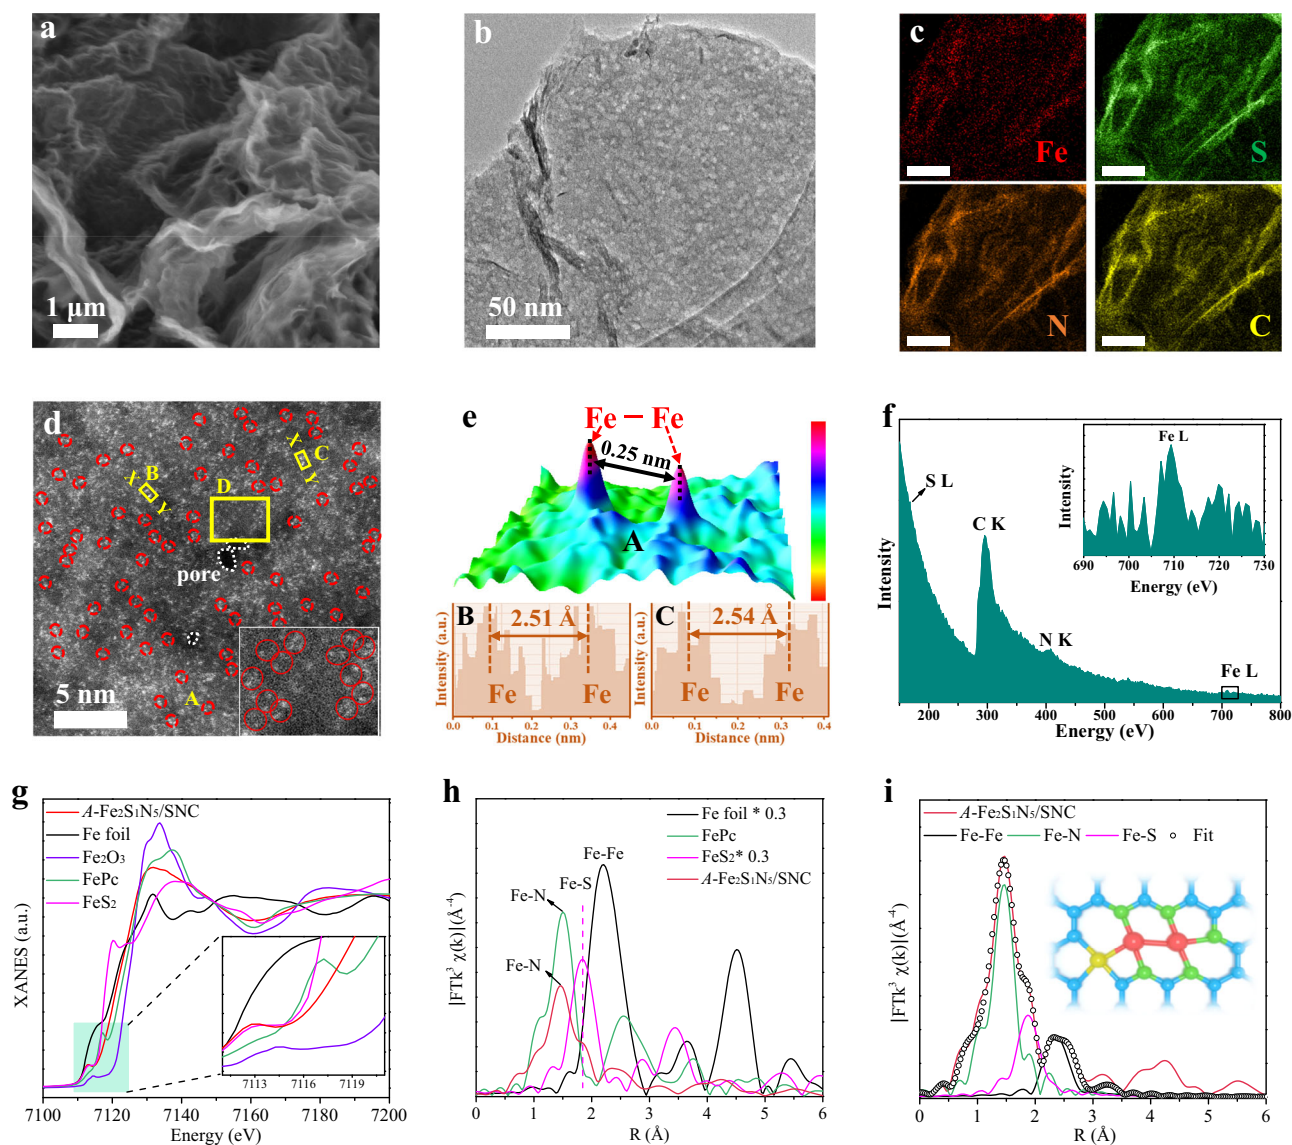 a
1 μm
b
50 nm
c
Fe
S
N
C
d
X
C
Y
X
B
Y
D
pore
A
5 nm
e
Fe — Fe
0.25 nm
A
B
2.51 Å
Fe
Fe
Intensity (a.u.)
0.0 0.1 0.2 0.3 0.4
Distance (nm)
C
2.54 Å
Fe
Fe
Intensity (a.u.)
0.0 0.1 0.2 0.3 0.4
Distance (nm)
f
S L
C K
N K
Fe L
Intensity
200 300 400 500 600 700 800
Energy (eV)
Fe L
Intensity
690 700 710 720 730
Energy (eV)
g
A-Fe₂S₁N₅/SNC
Fe foil
Fe₂O₃
FePc
FeS₂
XANES (a.u.)
7113 7116 7119
7100 7120 7140 7160 7180 7200
Energy (eV)
h
Fe foil * 0.3
FePc
FeS₂* 0.3
A-Fe₂S₁N₅/SNC
Fe-Fe
Fe-S
Fe-N
Fe-N
|FTk³ χ(k)|(Å⁻⁴)
0 1 2 3 4 5 6
R (Å)
i
A-Fe₂S₁N₅/SNC
Fe-Fe Fe-N Fe-S Fit
|FTk³ χ(k)|(Å⁻⁴)
0 1 2 3 4 5 6
R (Å)